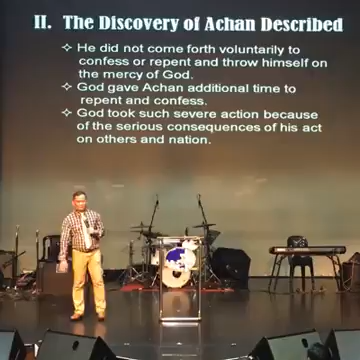 II. The Discovery of Achan Described
✧ He did not come forth voluntarily to
confess or repent and throw himself on
the mercy of God.
✧ God gave Achan additional time to
repent and confess.
✧ God took such severe action because
of the serious consequences of his act
on others and nation.